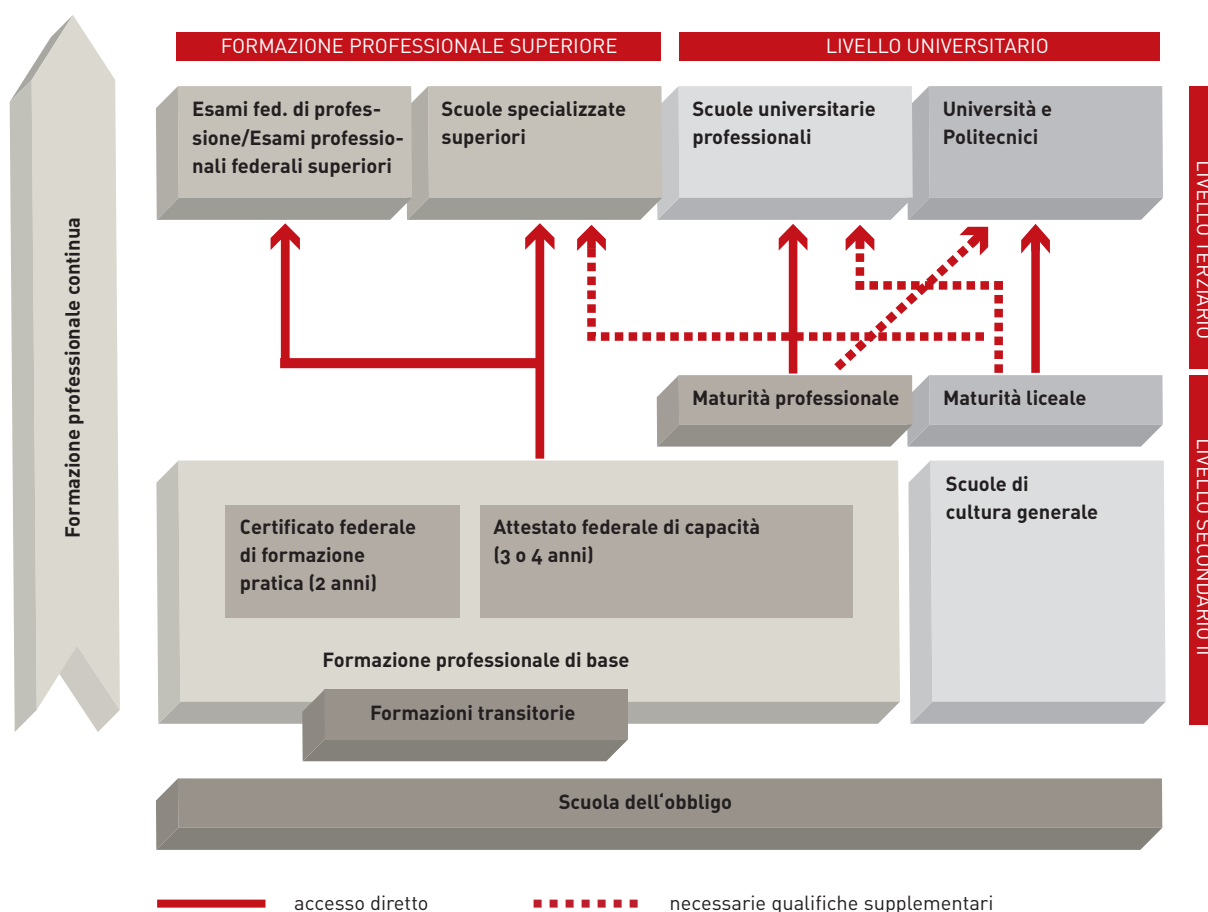 FORMAZIONE PROFESSIONALE SUPERIORE
LIVELLO UNIVERSITARIO
Esami fed. di profes-
sione/Esami professio-
nali federali superiori
Scuole specializzate
superiori
Scuole universitarie
professionali
Università e
Politecnici
LIVELLO TERZIARIO
Formazione professionale continua
Maturità professionale
Maturità liceale
LIVELLO SECONDARIO II
Certificato federale
di formazione
pratica (2 anni)
Attestato federale di capacità
(3 o 4 anni)
Scuole di
cultura generale
Formazione professionale di base
Formazioni transitorie
Scuola dell'obbligo
accesso diretto
necessarie qualifiche supplementari